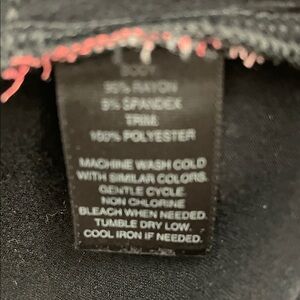 BODY
95% RAYON
5% SPANDEX
TRIM
100% POLYESTER
MACHINE WASH COLD
WITH SIMILAR COLORS.
GENTLE CYCLE
NON CHLORINE
BLEACH WHEN NEEDED.
TUMBLE DRY LOW.
COOL IRON IF NEEDED.